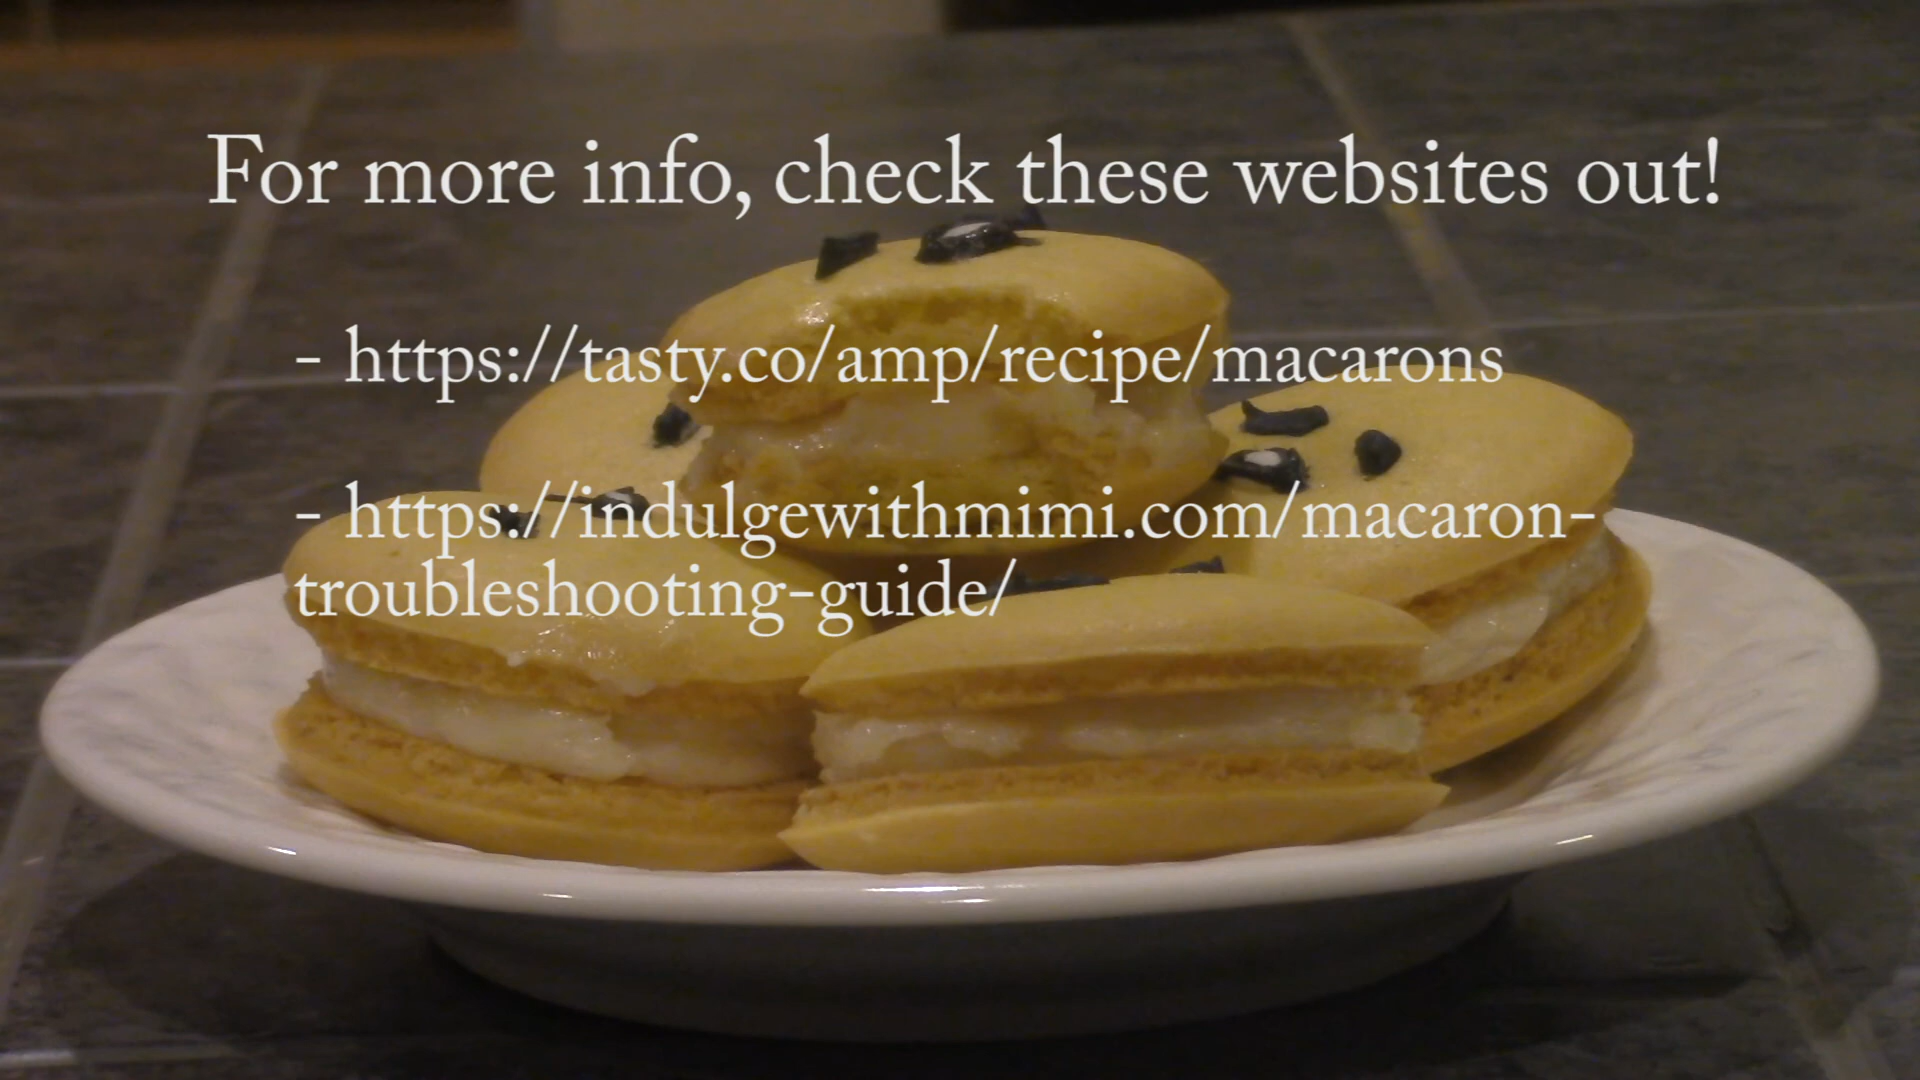 For more info, check these websites out!
- https://tasty.co/amp/recipe/macarons
- https://indulgewithmimi.com/macaron-
troubleshooting-guide/